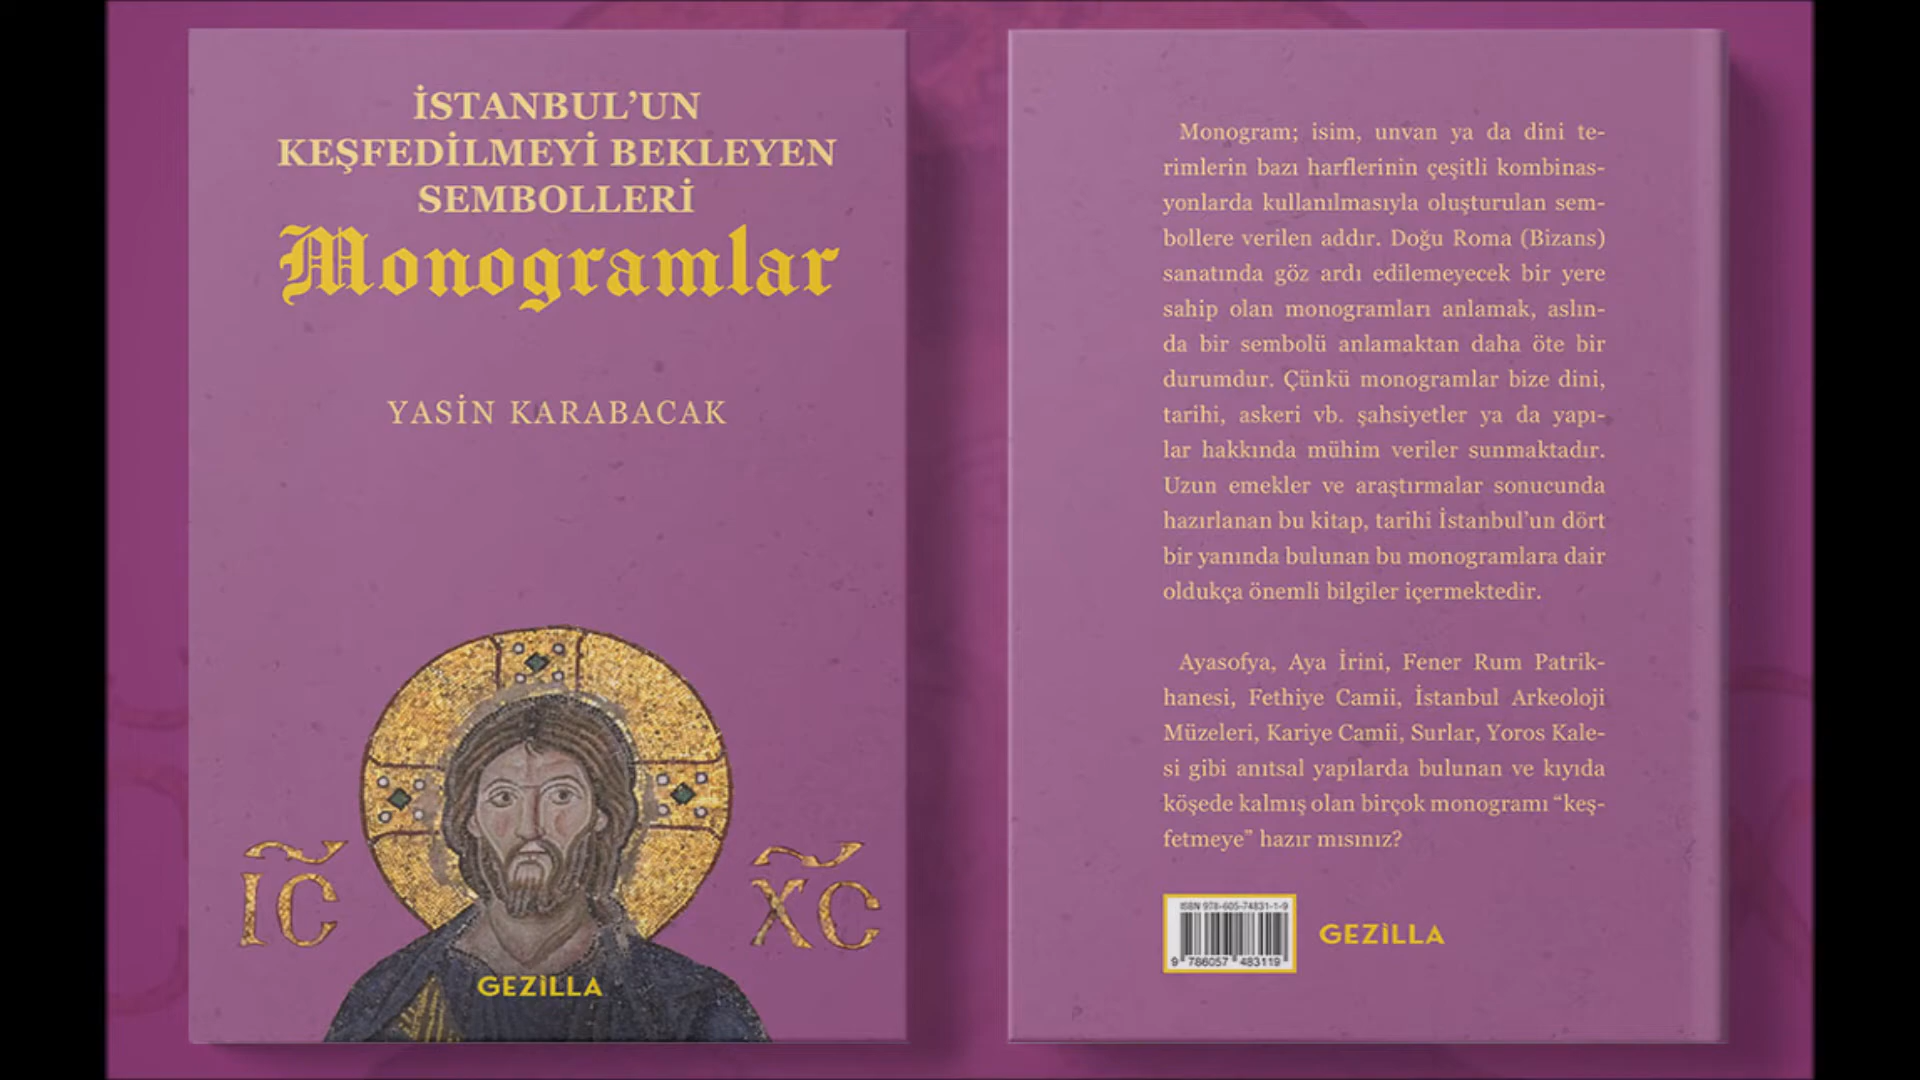 İSTANBUL’UN
KEŞFEDİLMEYİ BEKLEYEN
SEMBOLLERİ
Monogramlar
YASİN KARABACAK
IC
XC
GEZİLLA
Monogram; isim, unvan ya da dini te-
rimlerin bazı harflerinin çeşitli kombinas-
yonlarda kullanılmasıyla oluşturulan sem-
bollere verilen addır. Doğu Roma (Bizans)
sanatında göz ardı edilemeyecek bir yere
sahip olan monogramları anlamak, aslın-
da bir sembolü anlamaktan daha öte bir
durumdur. Çünkü monogramlar bize dini,
tarihi, askeri vb. şahsiyetler ya da yapı-
lar hakkında mühim veriler sunmaktadır.
Uzun emekler ve araştırmalar sonucunda
hazırlanan bu kitap, tarihi İstanbul’un dört
bir yanında bulunan bu monogramlara dair
oldukça önemli bilgiler içermektedir.
Ayasofya, Aya İrini, Fener Rum Patrik-
hanesi, Fethiye Camii, İstanbul Arkeoloji
Müzeleri, Kariye Camii, Surlar, Yoros Kale-
si gibi anıtsal yapılarda bulunan ve kıyıda
köşede kalmış olan birçok monogramı “keş-
fetmeye” hazır mısınız?
ISBN 978-605-74831-1-9
9 786057 483119
GEZİLLA